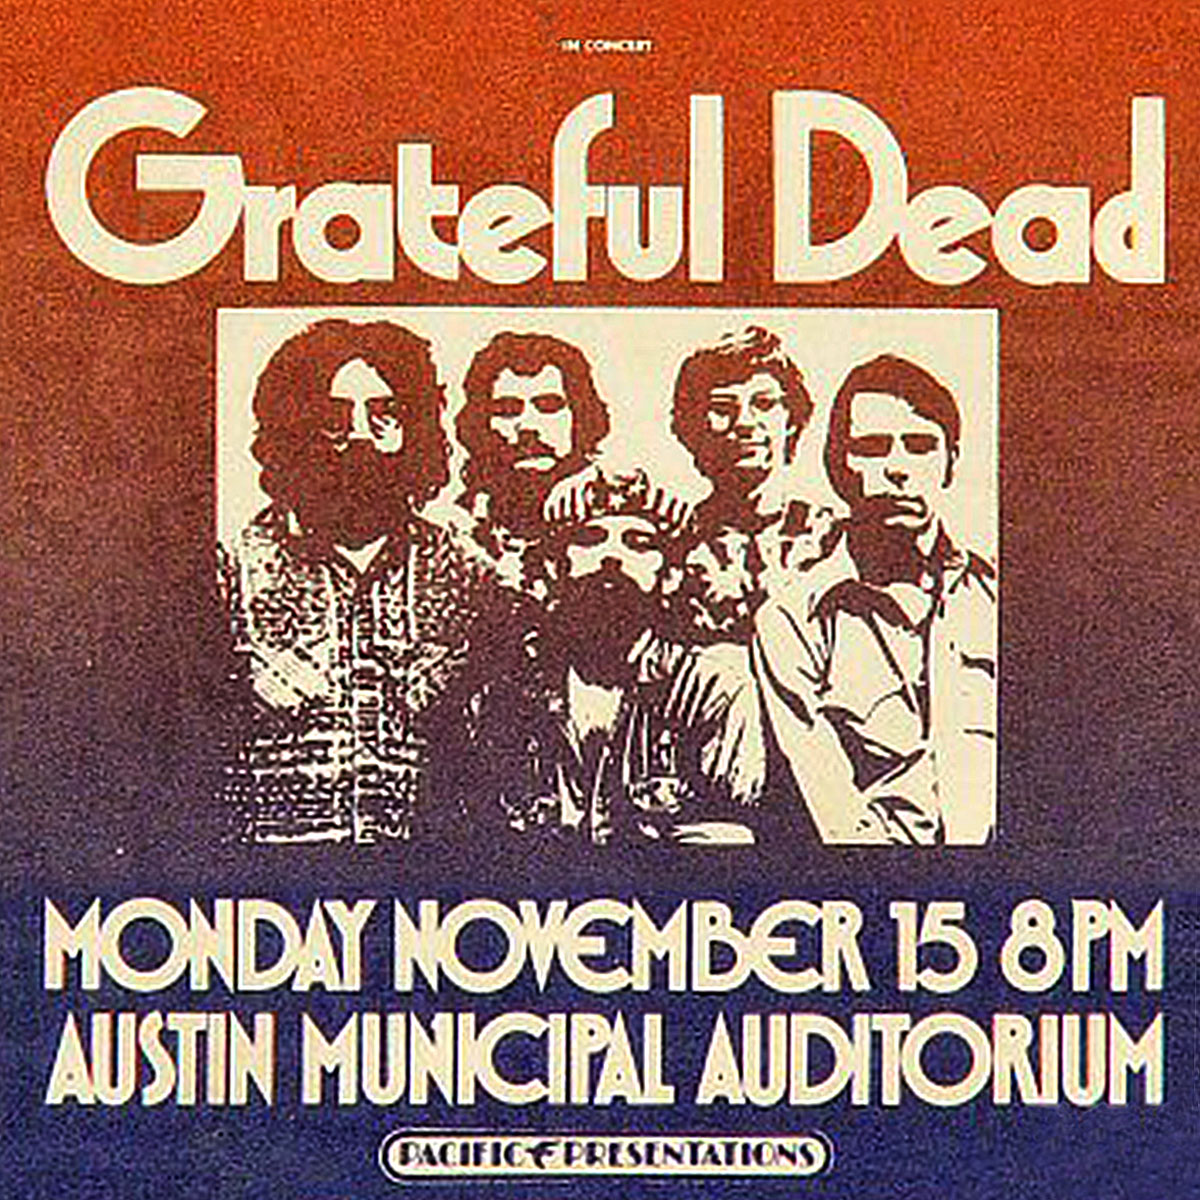 IN CONCERT
Grateful Dead
MONDAY NOVEMBER 15 8PM
AUSTIN MUNICIPAL AUDITORIUM
PACIFIC PRESENTATIONS